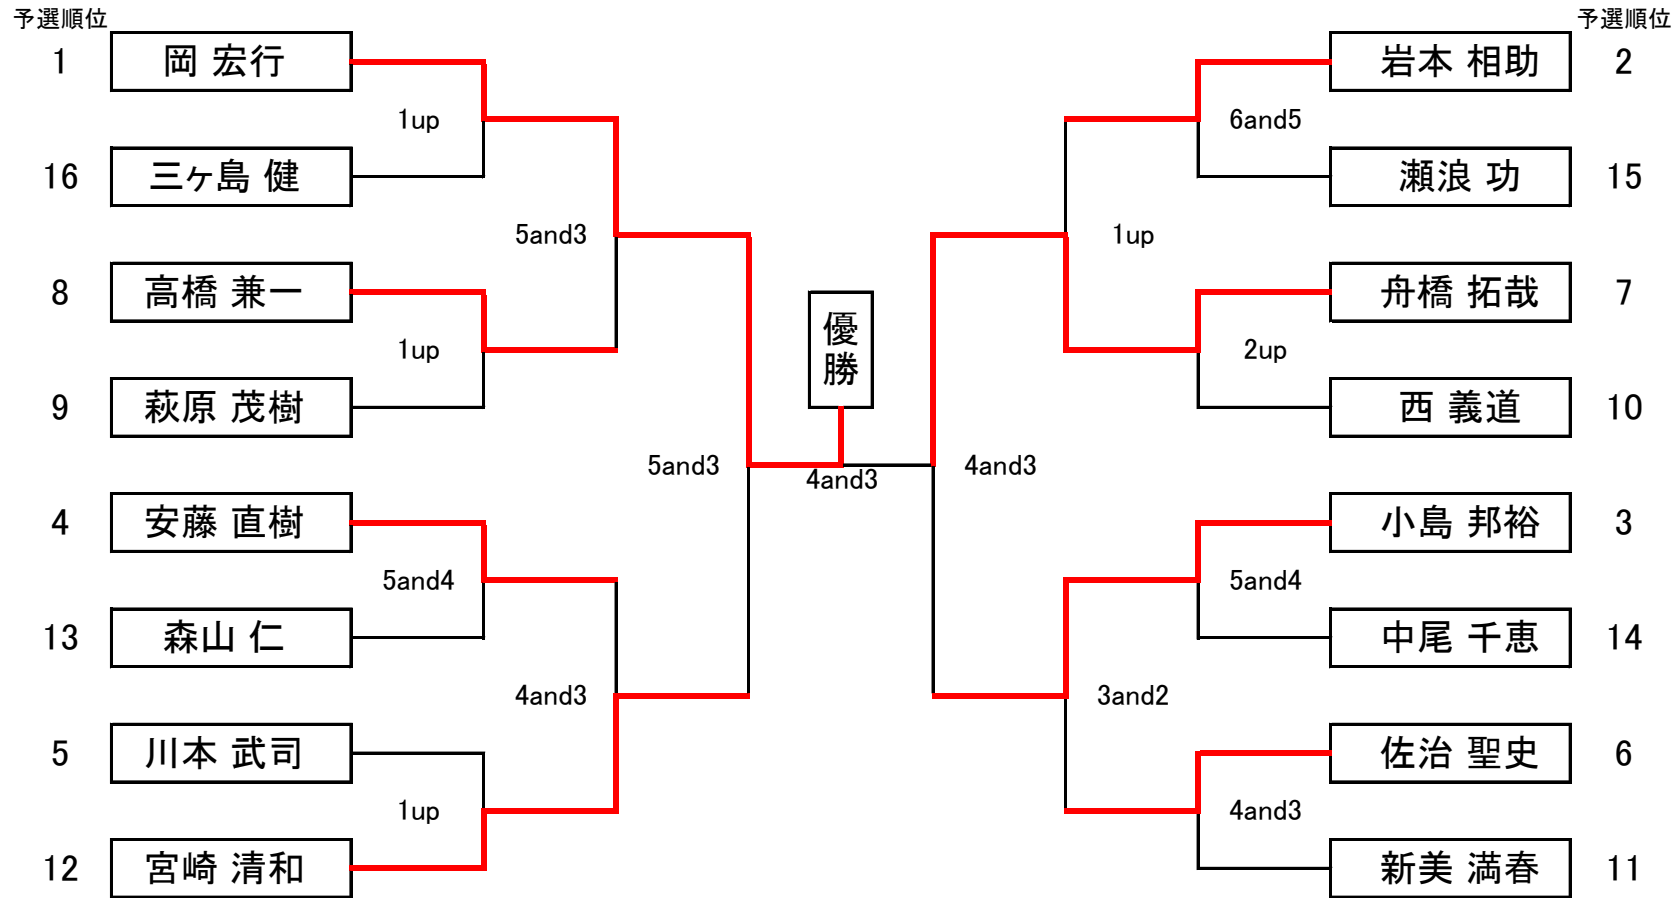 予選順位
予選順位
1 岡 宏行
岩本 相助 2
1up
6and5
16 三ヶ島 健
瀬浪 功 15
5and3
1up
8 高橋 兼一
舟橋 拓哉 7
優勝
1up
2up
9 萩原 茂樹
西 義道 10
5and3
4and3
4and3
4 安藤 直樹
小島 邦裕 3
5and4
5and4
13 森山 仁
中尾 千恵 14
4and3
3and2
5 川本 武司
佐治 聖史 6
1up
4and3
12 宮崎 清和
新美 満春 11